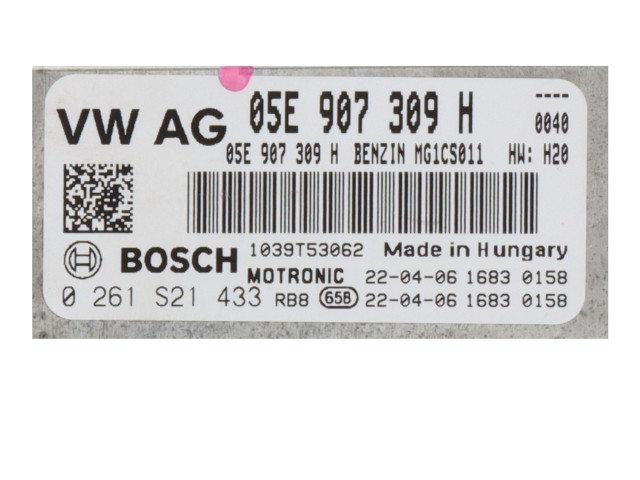 VW AG 05E 907 309 H ----
0040
05E 907 309 H BENZIN MG1CS011 HW: H20
BOSCH 1039T53062 Made in Hungary
MOTRONIC 22-04-06 1683 0158
0 261 S21 433 RB8 65B 22-04-06 1683 0158